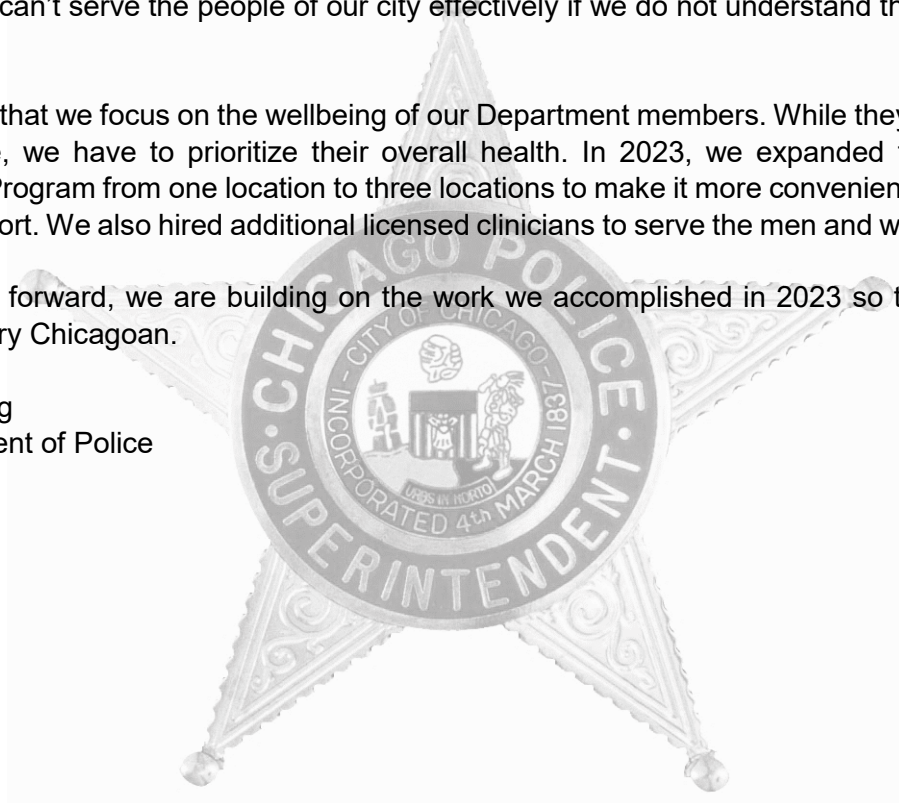 can't serve the people of our city effectively if we do not understand th
that we focus on the wellbeing of our Department members. While they
, we have to prioritize their overall health. In 2023, we expanded
Program from one location to three locations to make it more convenien
ort. We also hired additional licensed clinicians to serve the men and w
forward, we are building on the work we accomplished in 2023 so t
ry Chicagoan.
g
ent of Police
CHICAGO POLICE
SUPERINTENDENT
CITY OF CHICAGO
INCORPORATED 4th MARCH 1837
URBS IN HORTO